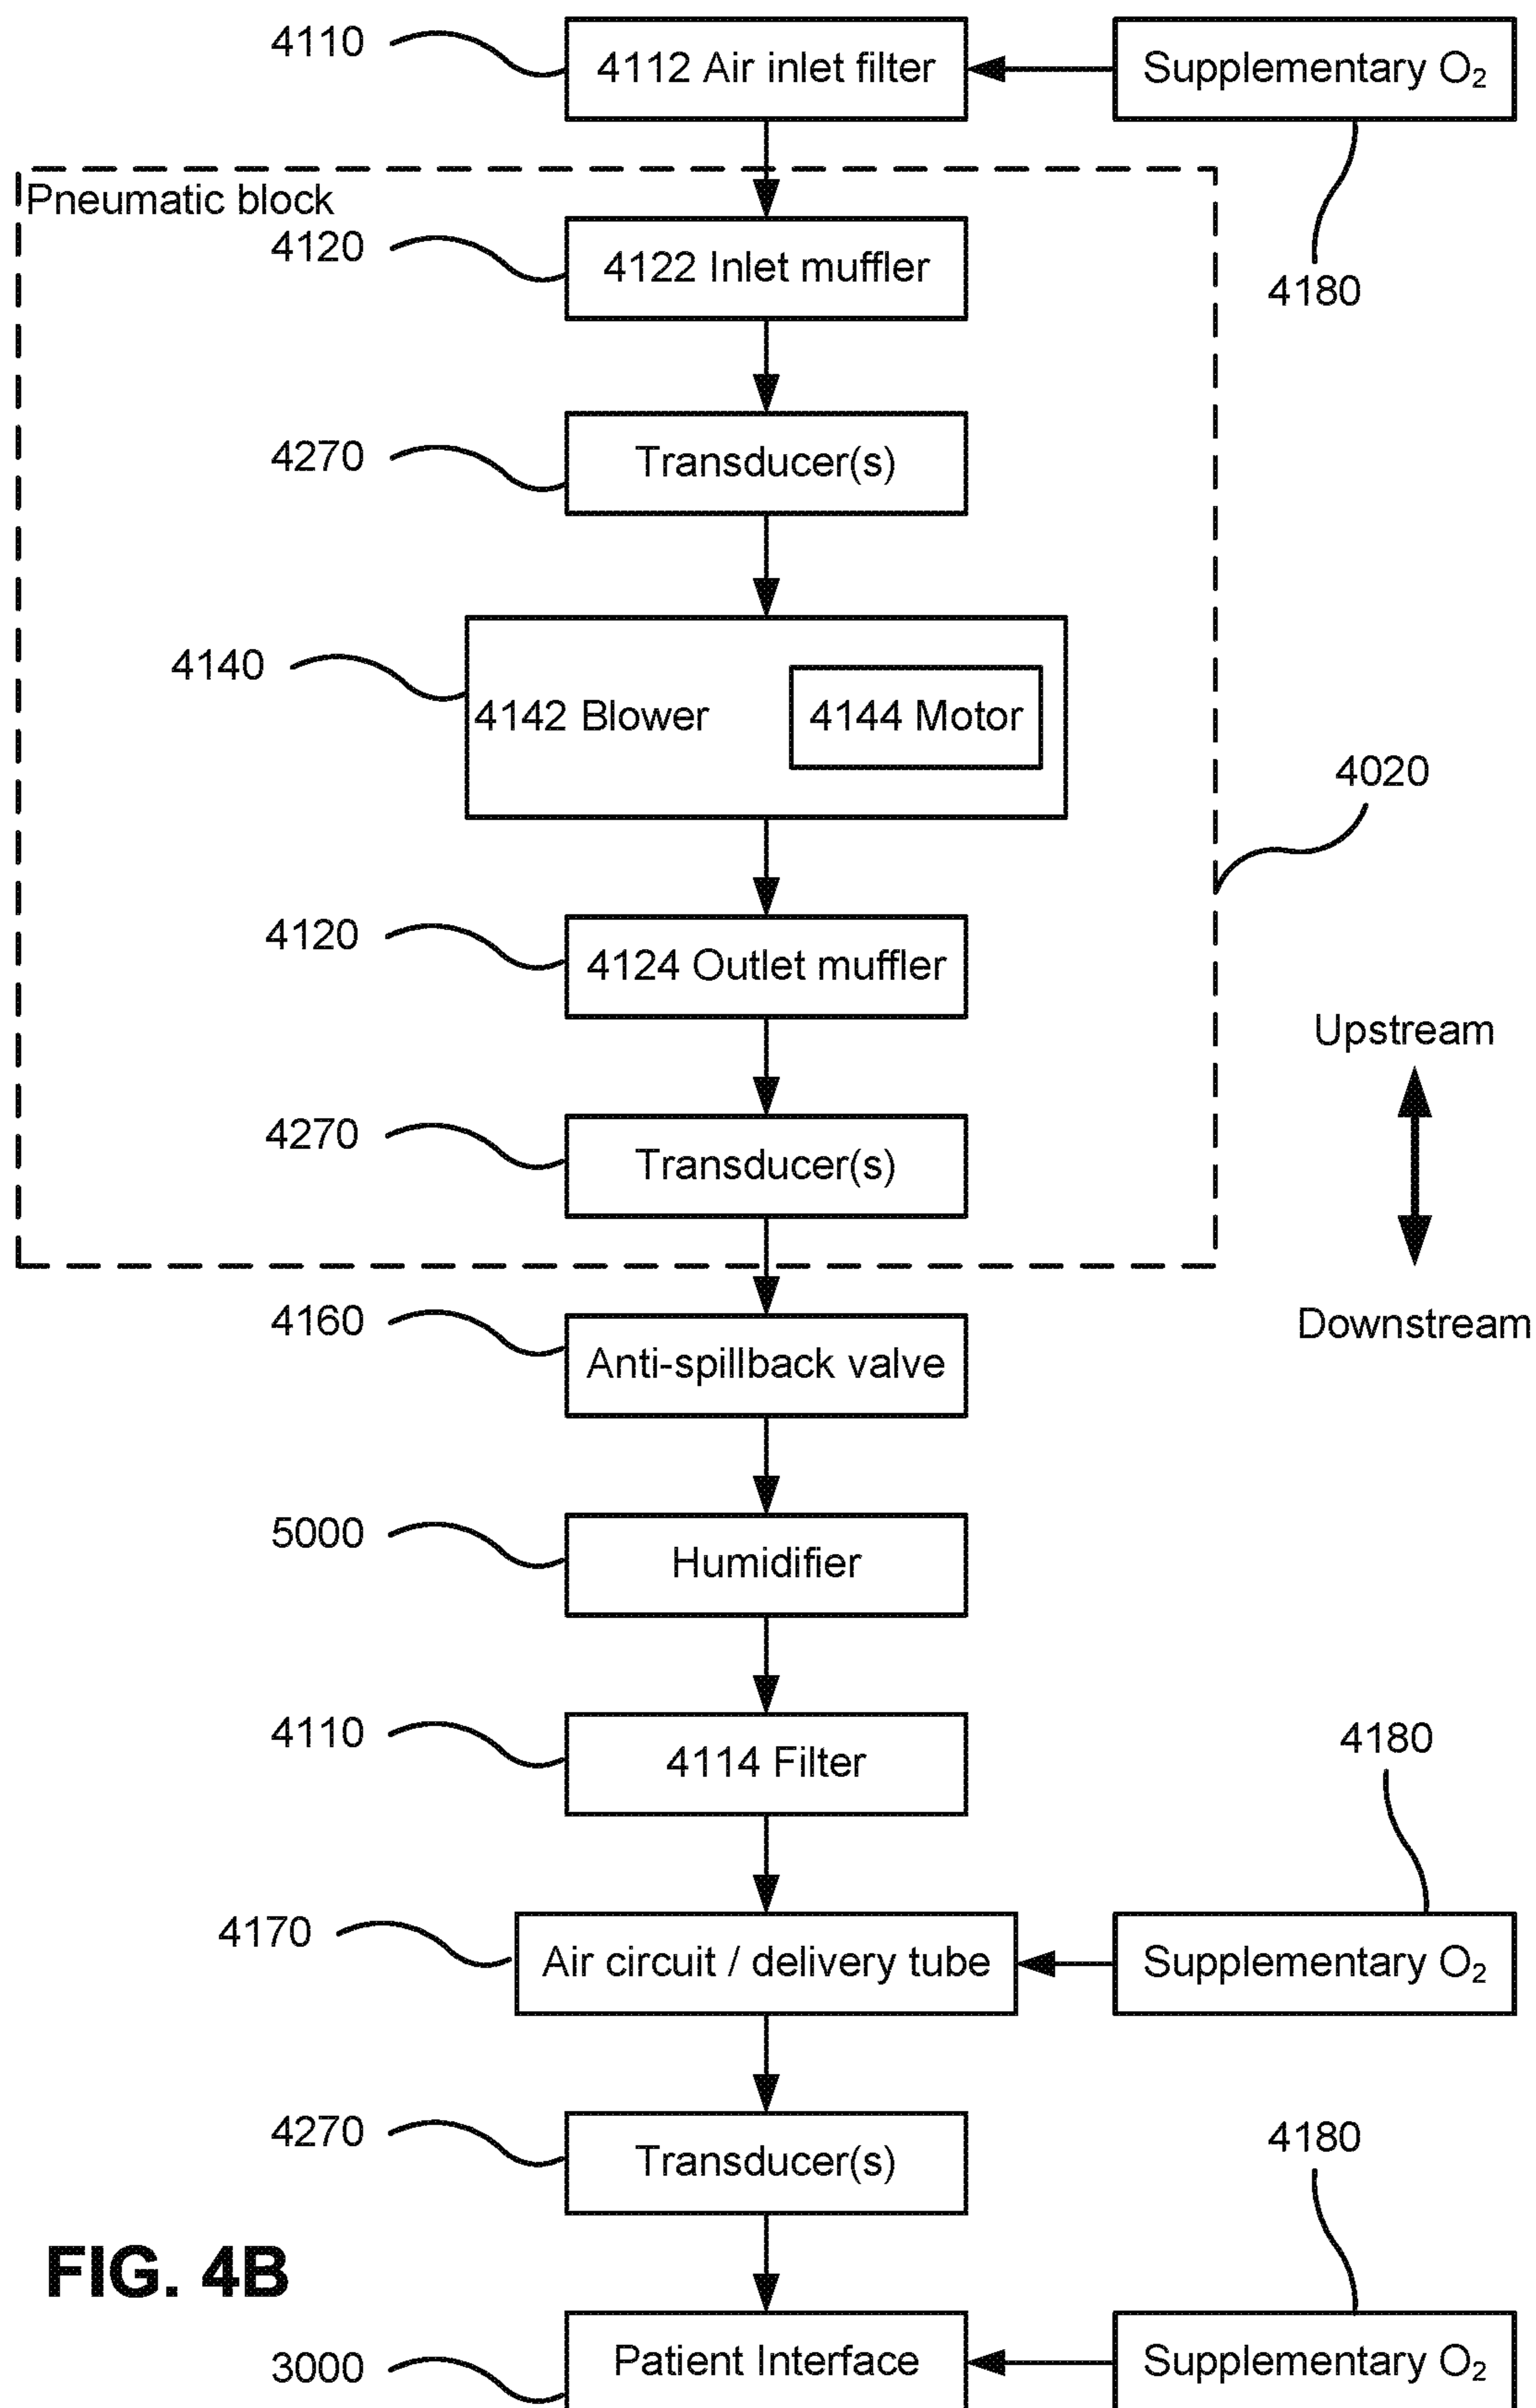 4110
4112 Air inlet filter
Supplementary O₂
Pneumatic block
4120
4122 Inlet muffler
4180
4270
Transducer(s)
4140
4142 Blower
4144 Motor
4020
4120
4124 Outlet muffler
Upstream
4270
Transducer(s)
4160
Anti-spillback valve
Downstream
5000
Humidifier
4110
4114 Filter
4180
4170
Air circuit / delivery tube
Supplementary O₂
4270
Transducer(s)
4180
FIG. 4B
3000
Patient Interface
Supplementary O₂